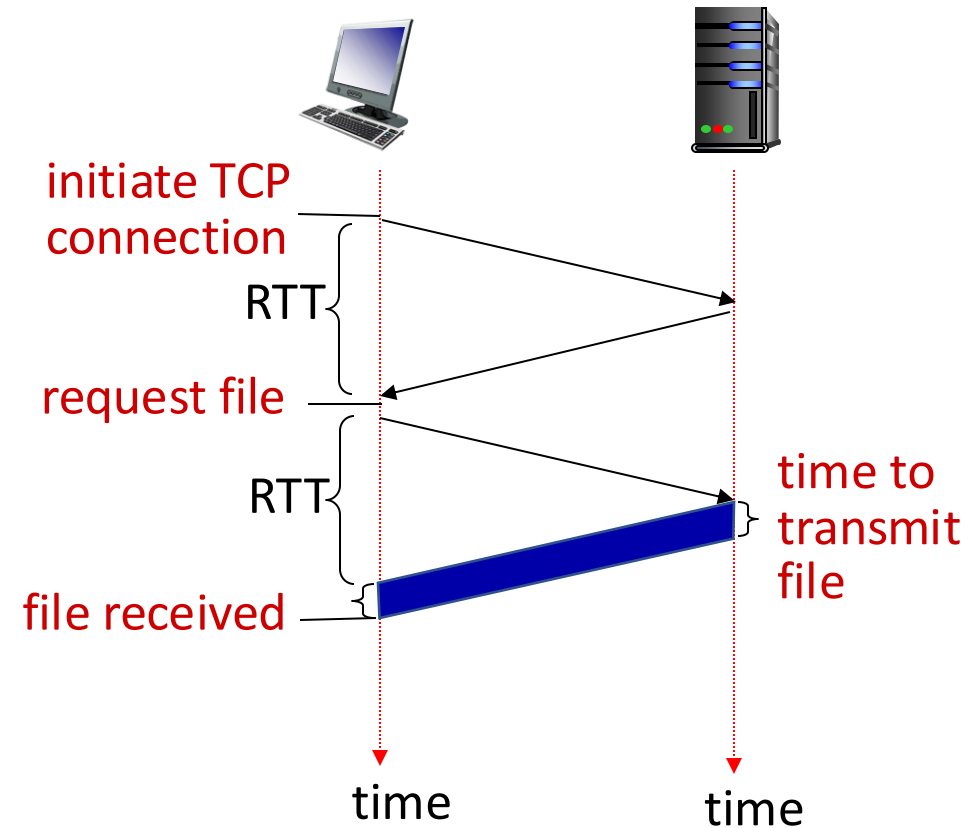 initiate TCP
connection
RTT
request file
RTT
time to
transmit
file
file received
time
time